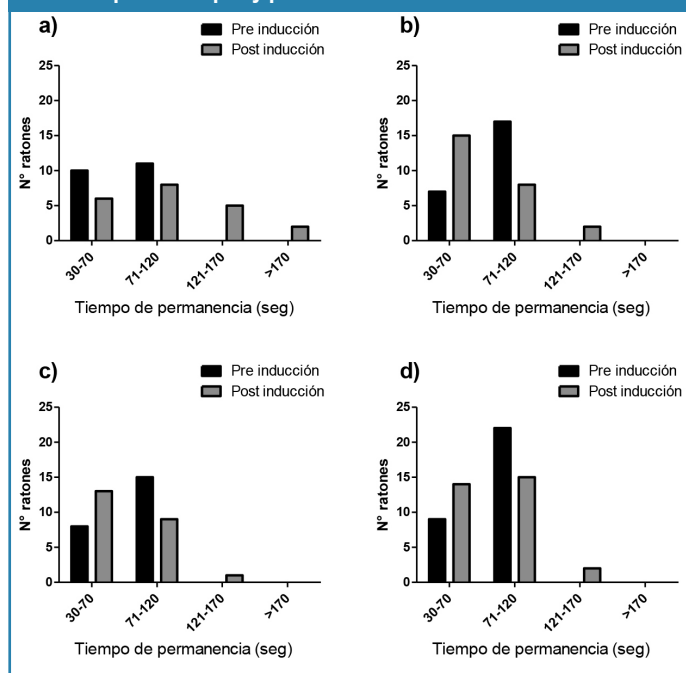 a)
Pre inducción
Post inducción
25
20
15
10
5
0
N° ratones
30-70
71-120
121-170
>170
Tiempo de permanencia (seg)
b)
Pre inducción
Post inducción
25
20
15
10
5
0
N° ratones
30-70
71-120
121-170
>170
Tiempo de permanencia (seg)
c)
Pre inducción
Post inducción
25
20
15
10
5
0
N° ratones
30-70
71-120
121-170
>170
Tiempo de permanencia (seg)
d)
Pre inducción
Post inducción
25
20
15
10
5
0
N° ratones
30-70
71-120
121-170
>170
Tiempo de permanencia (seg)